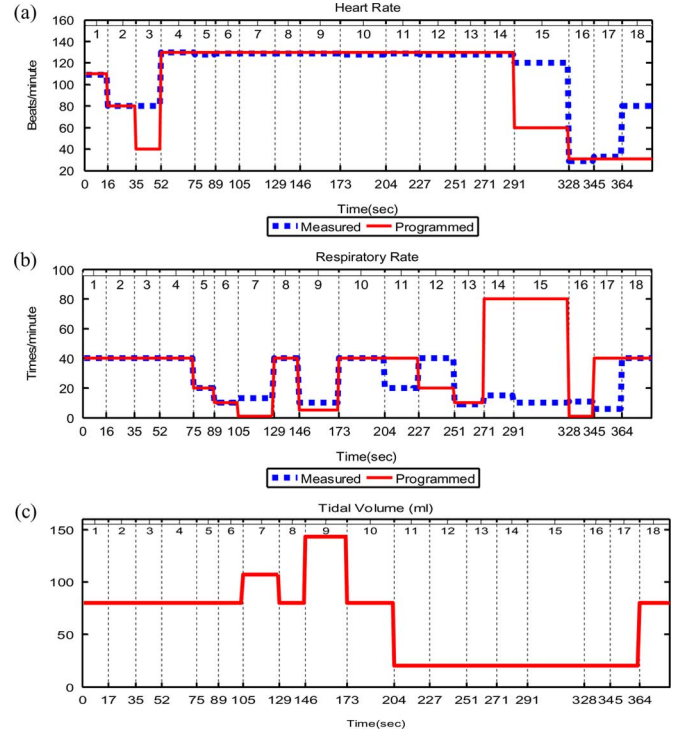 (a)
Heart Rate
160
140
120
100
80
60
40
20
Beats/minute
1 2 3 4 5 6 7 8 9 10 11 12 13 14 15 16 17 18
0 16 35 52 75 89 105 129 146 173 204 227 251 271 291 328 345 364
Time(sec)
Measured Programmed
(b)
Respiratory Rate
100
80
60
40
20
0
Times/minute
1 2 3 4 5 6 7 8 9 10 11 12 13 14 15 16 17 18
0 16 35 52 75 89 105 129 146 173 204 227 251 271 291 328 345 364
Time(sec)
Measured Programmed
(c)
Tidal Volume (ml)
150
100
50
0
1 2 3 4 5 6 7 8 9 10 11 12 13 14 15 16 17 18
0 17 35 52 75 89 105 129 146 173 204 227 251 271 291 328 345 364
Time(sec)